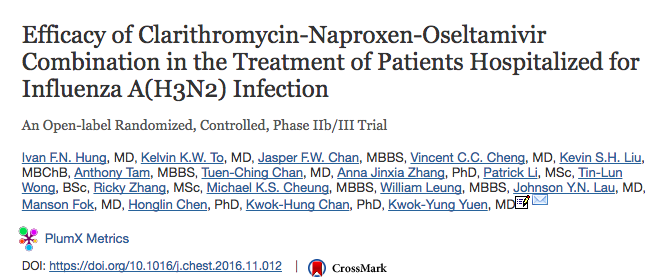 Efficacy of Clarithromycin-Naproxen-Oseltamivir
Combination in the Treatment of Patients Hospitalized for
Influenza A(H3N2) Infection
An Open-label Randomized, Controlled, Phase IIb/III Trial
Ivan F.N. Hung, MD, Kelvin K.W. To, MD, Jasper F.W. Chan, MBBS, Vincent C.C. Cheng, MD, Kevin S.H. Liu,
MBChB, Anthony Tam, MBBS, Tuen-Ching Chan, MD, Anna Jinxia Zhang, PhD, Patrick Li, MSc, Tin-Lun
Wong, BSc, Ricky Zhang, MSc, Michael K.S. Cheung, MBBS, William Leung, MBBS, Johnson Y.N. Lau, MD,
Manson Fok, MD, Honglin Chen, PhD, Kwok-Hung Chan, PhD, Kwok-Yung Yuen, MD
PlumX Metrics
DOI: https://doi.org/10.1016/j.chest.2016.11.012 | CrossMark